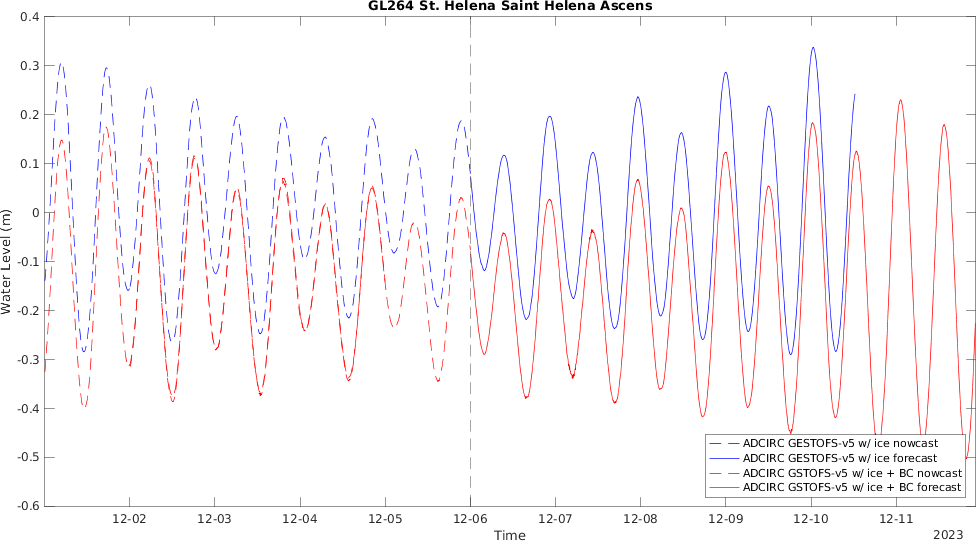 GL264 St. Helena Saint Helena Ascens
0.4
0.3
0.2
0.1
0
-0.1
-0.2
-0.3
-0.4
-0.5
-0.6
Water Level (m)
ADCIRC GESTOFS-v5 w/ ice nowcast
ADCIRC GESTOFS-v5 w/ ice forecast
ADCIRC GSTOFS-v5 w/ ice + BC nowcast
ADCIRC GSTOFS-v5 w/ ice + BC forecast
12-02 12-03 12-04 12-05 12-06 12-07 12-08 12-09 12-10 12-11
Time
2023